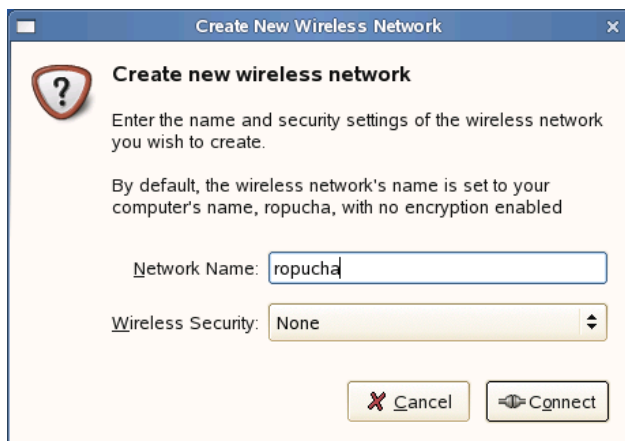 Create New Wireless Network
Create new wireless network
Enter the name and security settings of the wireless network
you wish to create.
By default, the wireless network's name is set to your
computer's name, ropucha, with no encryption enabled
Network Name: ropucha
Wireless Security: None
Cancel Connect